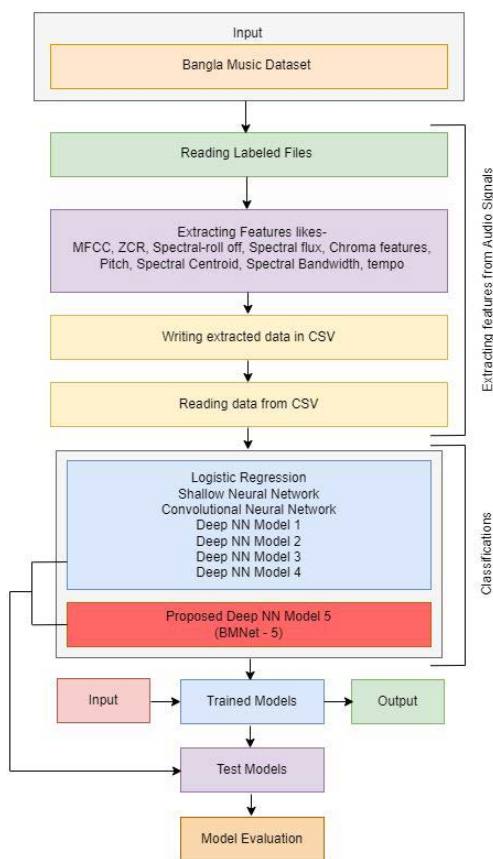 Input
Bangla Music Dataset
Reading Labeled Files
Extracting Features likes-
MFCC, ZCR, Spectral-roll off, Spectral flux, Chroma features,
Pitch, Spectral Centroid, Spectral Bandwidth, tempo
Writing extracted data in CSV
Reading data from CSV
Extracting features from Audio Signals
Logistic Regression
Shallow Neural Network
Convolutional Neural Network
Deep NN Model 1
Deep NN Model 2
Deep NN Model 3
Deep NN Model 4
Proposed Deep NN Model 5
(BMNet - 5)
Classifications
Input
Trained Models
Output
Test Models
Model Evaluation